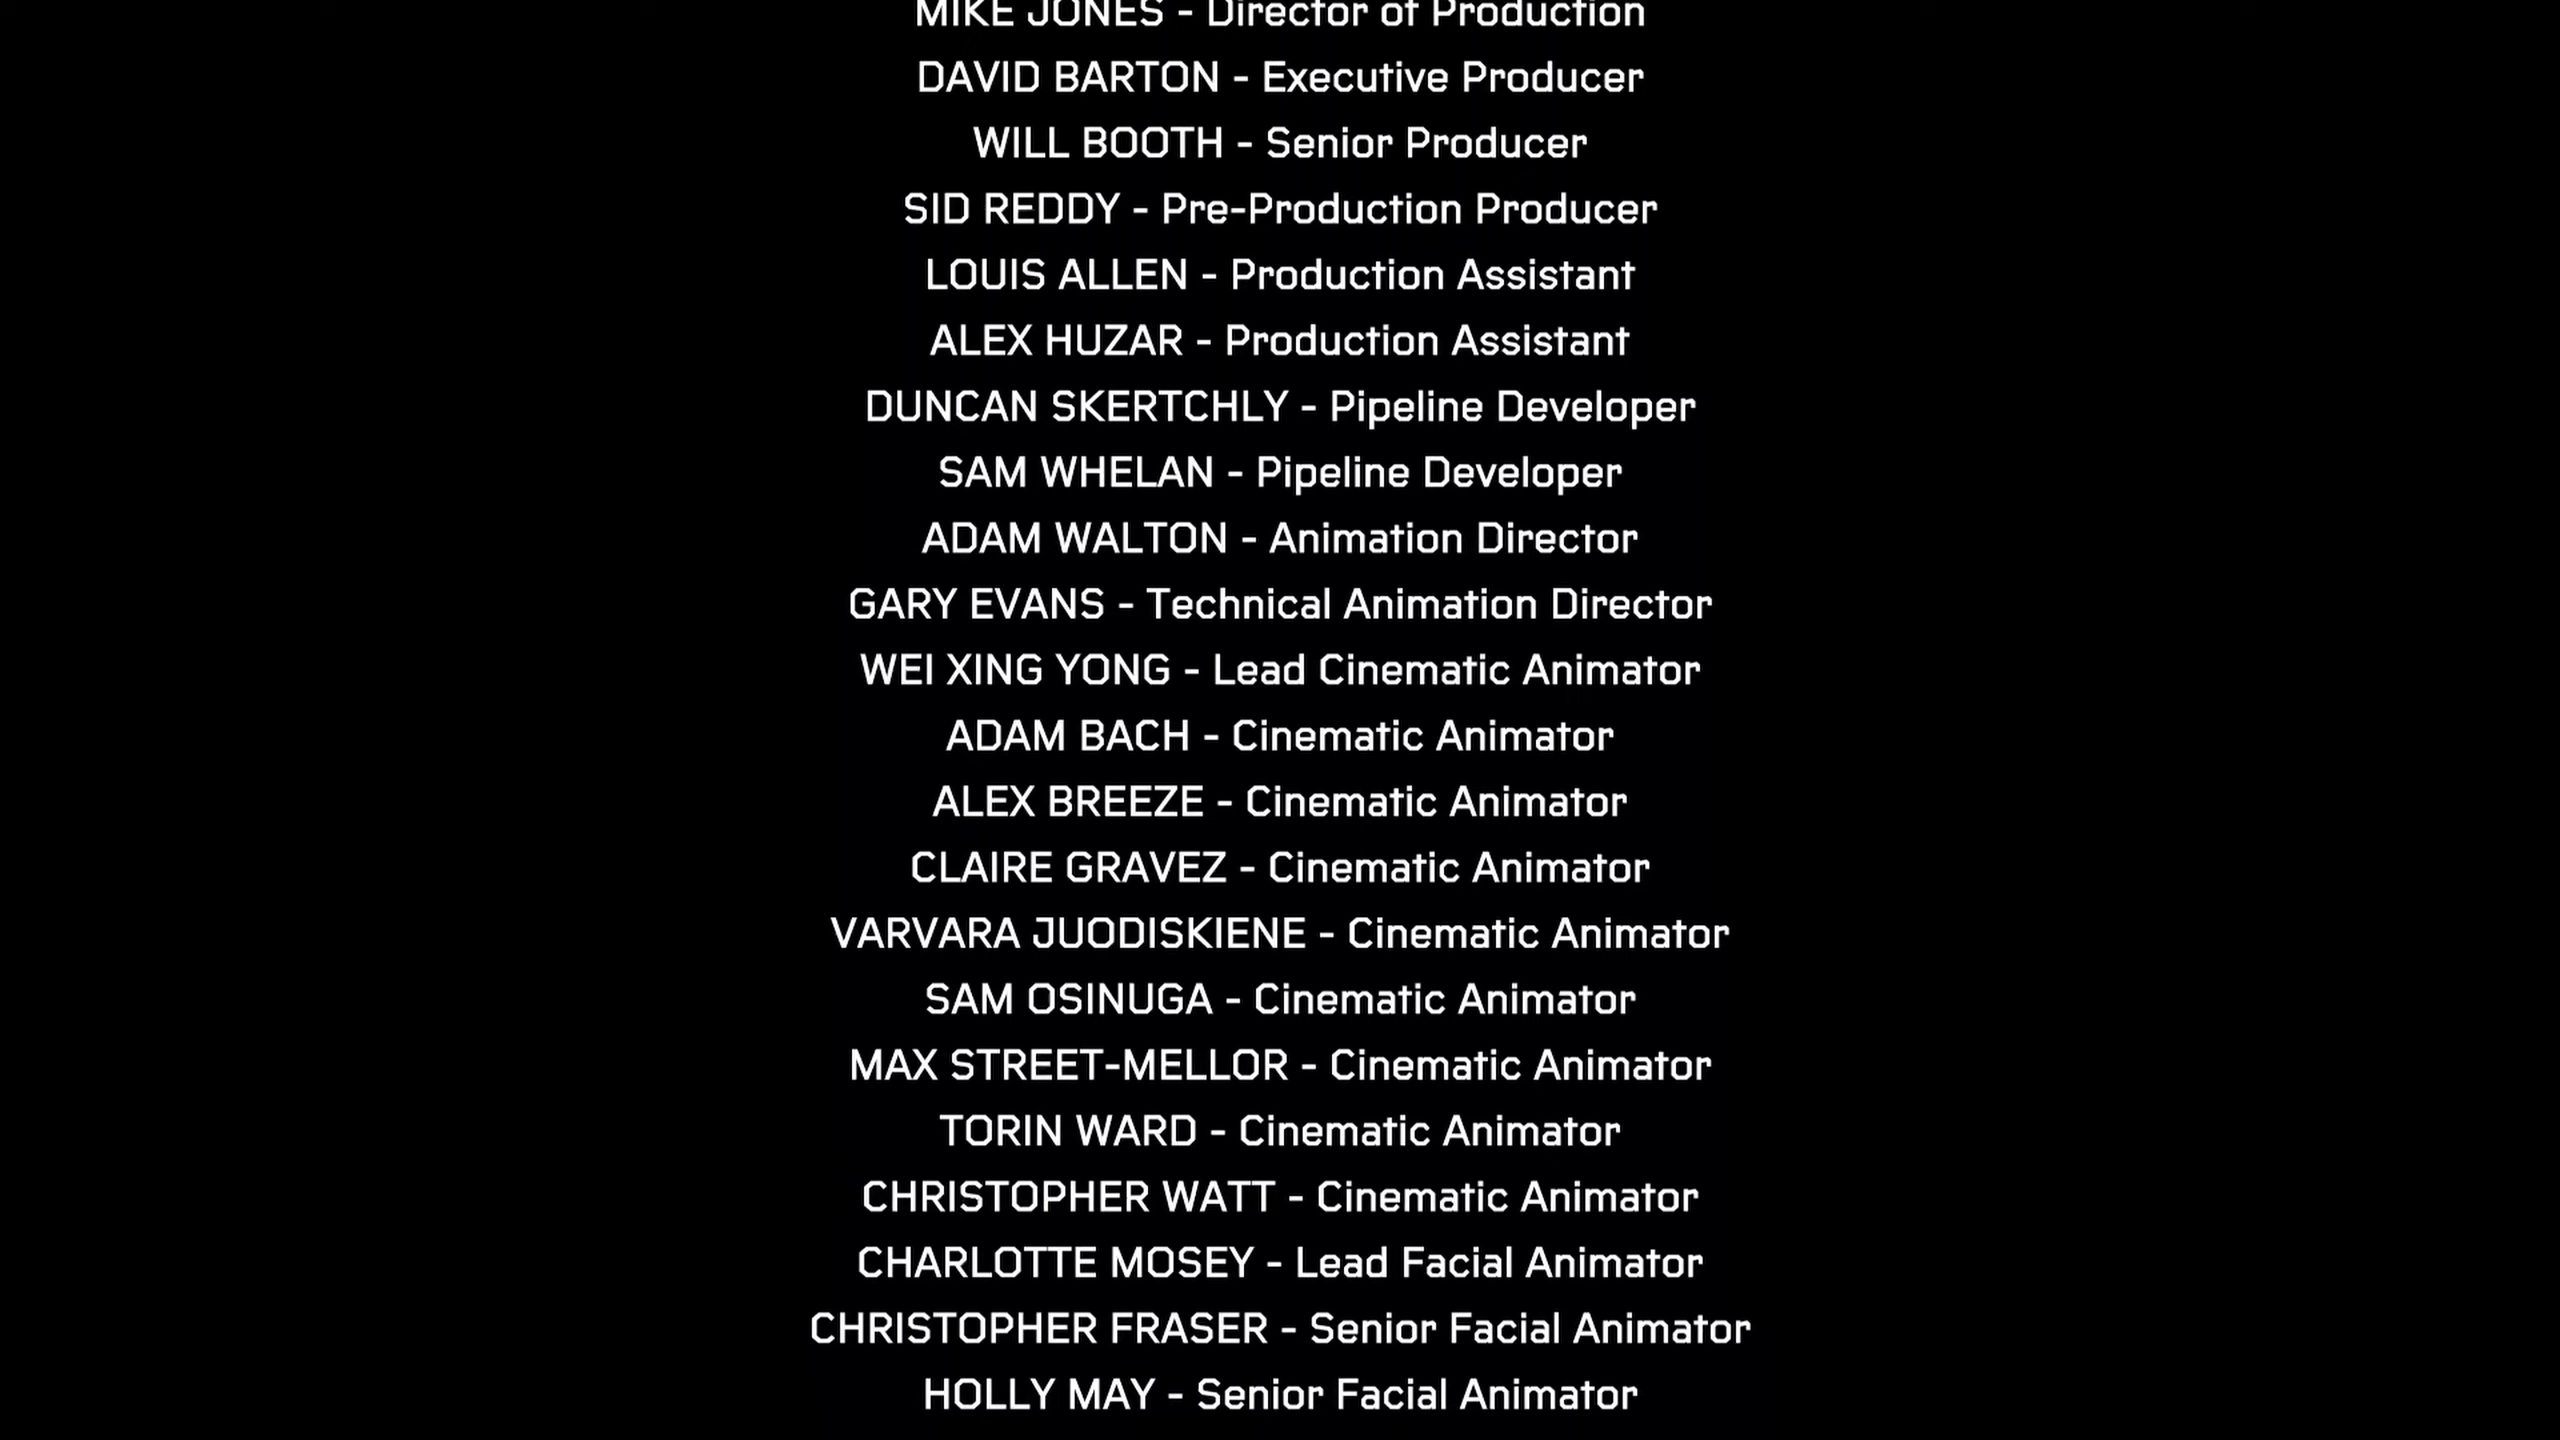 MIKE JONES - Director of Production
DAVID BARTON - Executive Producer
WILL BOOTH - Senior Producer
SID REDDY - Pre-Production Producer
LOUIS ALLEN - Production Assistant
ALEX HUZAR - Production Assistant
DUNCAN SKERTCHLY - Pipeline Developer
SAM WHELAN - Pipeline Developer
ADAM WALTON - Animation Director
GARY EVANS - Technical Animation Director
WEI XING YONG - Lead Cinematic Animator
ADAM BACH - Cinematic Animator
ALEX BREEZE - Cinematic Animator
CLAIRE GRAVEZ - Cinematic Animator
VARVARA JUODISKIENE - Cinematic Animator
SAM OSINUGA - Cinematic Animator
MAX STREET-MELLOR - Cinematic Animator
TORIN WARD - Cinematic Animator
CHRISTOPHER WATT - Cinematic Animator
CHARLOTTE MOSEY - Lead Facial Animator
CHRISTOPHER FRASER - Senior Facial Animator
HOLLY MAY - Senior Facial Animator